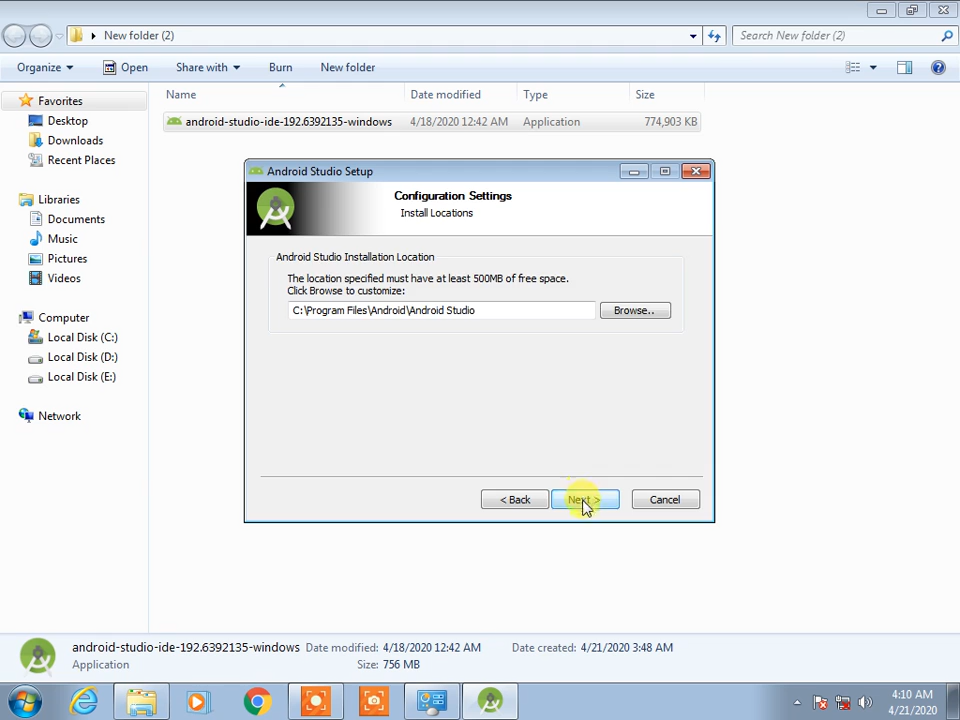 New folder (2)
Search New folder (2)
Organize
Open
Share with
Burn
New folder
Favorites
Desktop
Downloads
Recent Places
Libraries
Documents
Music
Pictures
Videos
Computer
Local Disk (C:)
Local Disk (D:)
Local Disk (E:)
Network
Name
Date modified
Type
Size
android-studio-ide-192.6392135-windows
4/18/2020 12:42 AM
Application
774,903 KB
Android Studio Setup
Configuration Settings
Install Locations
Android Studio Installation Location
The location specified must have at least 500MB of free space.
Click Browse to customize:
C:\Program Files\Android\Android Studio
Browse..
< Back
Next >
Cancel
android-studio-ide-192.6392135-windows
Date modified: 4/18/2020 12:42 AM
Date created: 4/21/2020 3:48 AM
Application
Size: 756 MB
4:10 AM
4/21/2020